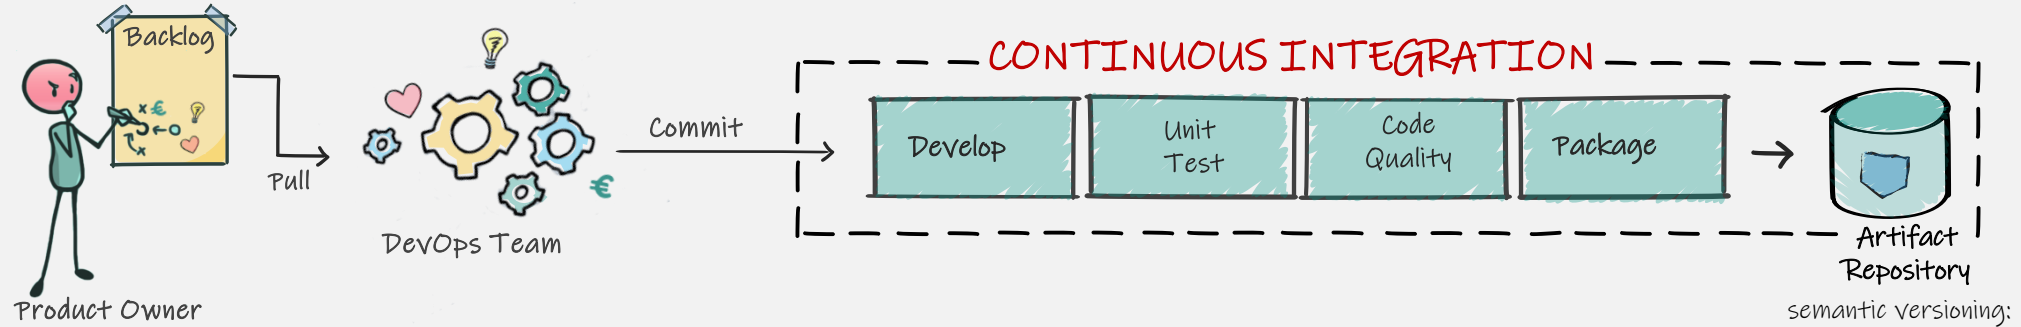 Backlog
Product Owner
Pull
DevOps Team
Commit
CONTINUOUS INTEGRATION
Develop
Unit
Test
Code
Quality
Package
Artifact
Repository
semantic versioning: